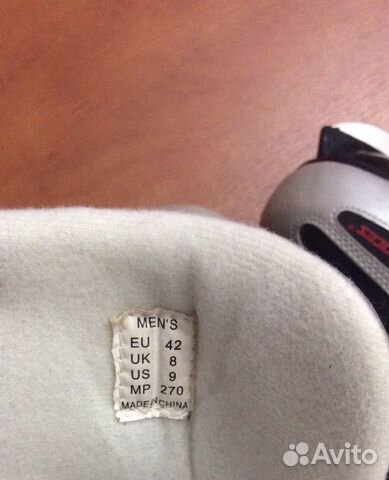 MEN'S
EU 42
UK 8
US 9
MP 270
MADE IN CHINA
Avito